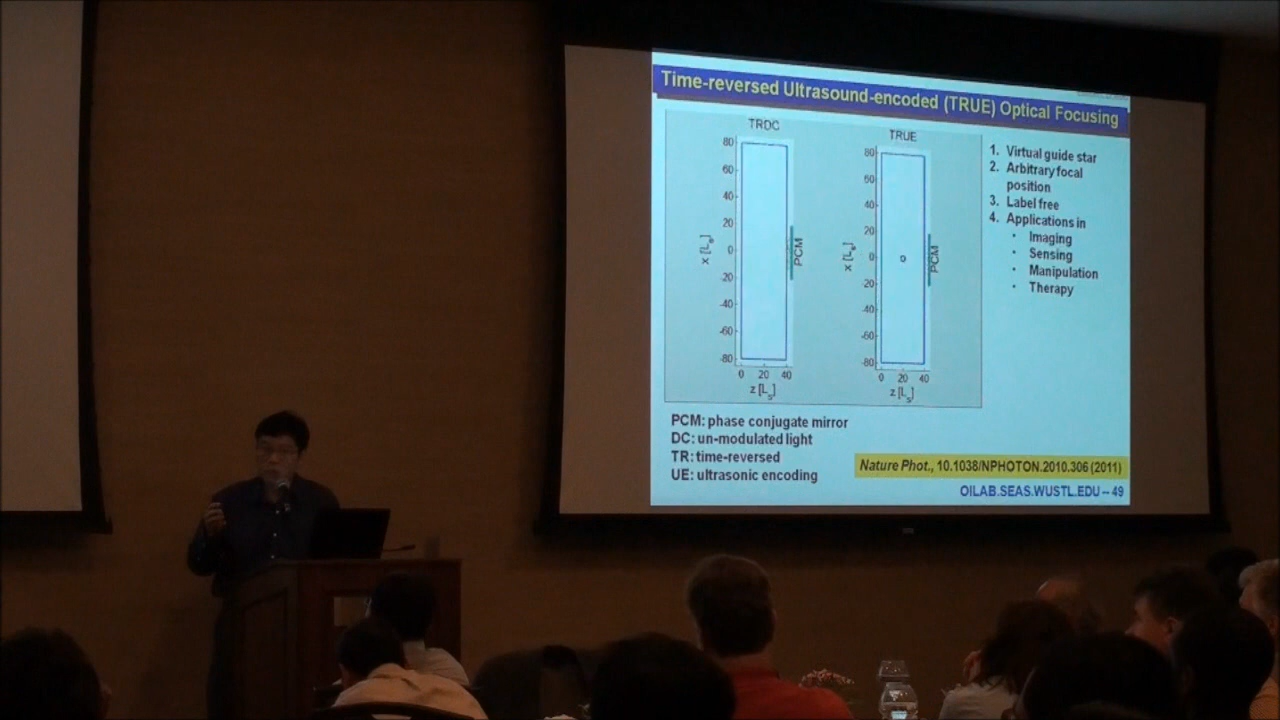 Time-reversed Ultrasound-encoded (TRUE) Optical Focusing
TRDC
80
60
40
20
0
-20
-40
-60
-80
x [Ls]
PCM
0 20 40
z [Ls]
TRUE
80
60
40
20
0
-20
-40
-60
-80
x [Ls]
PCM
0 20 40
z [Ls]
1. Virtual guide star
2. Arbitrary focal
position
3. Label free
4. Applications in
• Imaging
• Sensing
• Manipulation
• Therapy
PCM: phase conjugate mirror
DC: un-modulated light
TR: time-reversed
UE: ultrasonic encoding
Nature Phot., 10.1038/NPHOTON.2010.306 (2011)
OILAB.SEAS.WUSTL.EDU -- 49